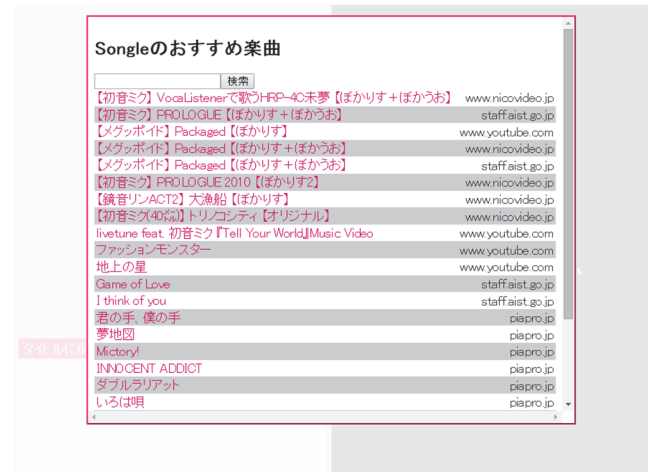 Songleのおすすめ楽曲
検索
【初音ミク】 VocaListenerで歌うHRP-4C未夢 【ぼかりす＋ぼかうお】 www.nicovideo.jp
【初音ミク】 PROLOGUE 【ぼかりす＋ぼかうお】 staff.aist.go.jp
【メグッポイド】 Packaged 【ぼかりす】 www.youtube.com
【メグッポイド】 Packaged 【ぼかりす＋ぼかうお】 www.nicovideo.jp
【メグッポイド】 Packaged 【ぼかりす＋ぼかうお】 staff.aist.go.jp
【初音ミク】 PROLOGUE 2010 【ぼかりす2】 www.nicovideo.jp
【鏡音リンACT2】 大漁船 【ぼかりす】 www.nicovideo.jp
【初音ミク(40㍍)】 トリノコシティ 【オリジナル】 www.nicovideo.jp
livetune feat. 初音ミク 『Tell Your World』Music Video www.youtube.com
ファッションモンスター www.youtube.com
地上の星 www.youtube.com
Game of Love staff.aist.go.jp
I think of you staff.aist.go.jp
君の手、僕の手 piapro.jp
夢地図 piapro.jp
Mictory! piapro.jp
INNOCENT ADDICT piapro.jp
ダブルラリアット piapro.jp
いろは唄 piapro.jp
タイトルに戻